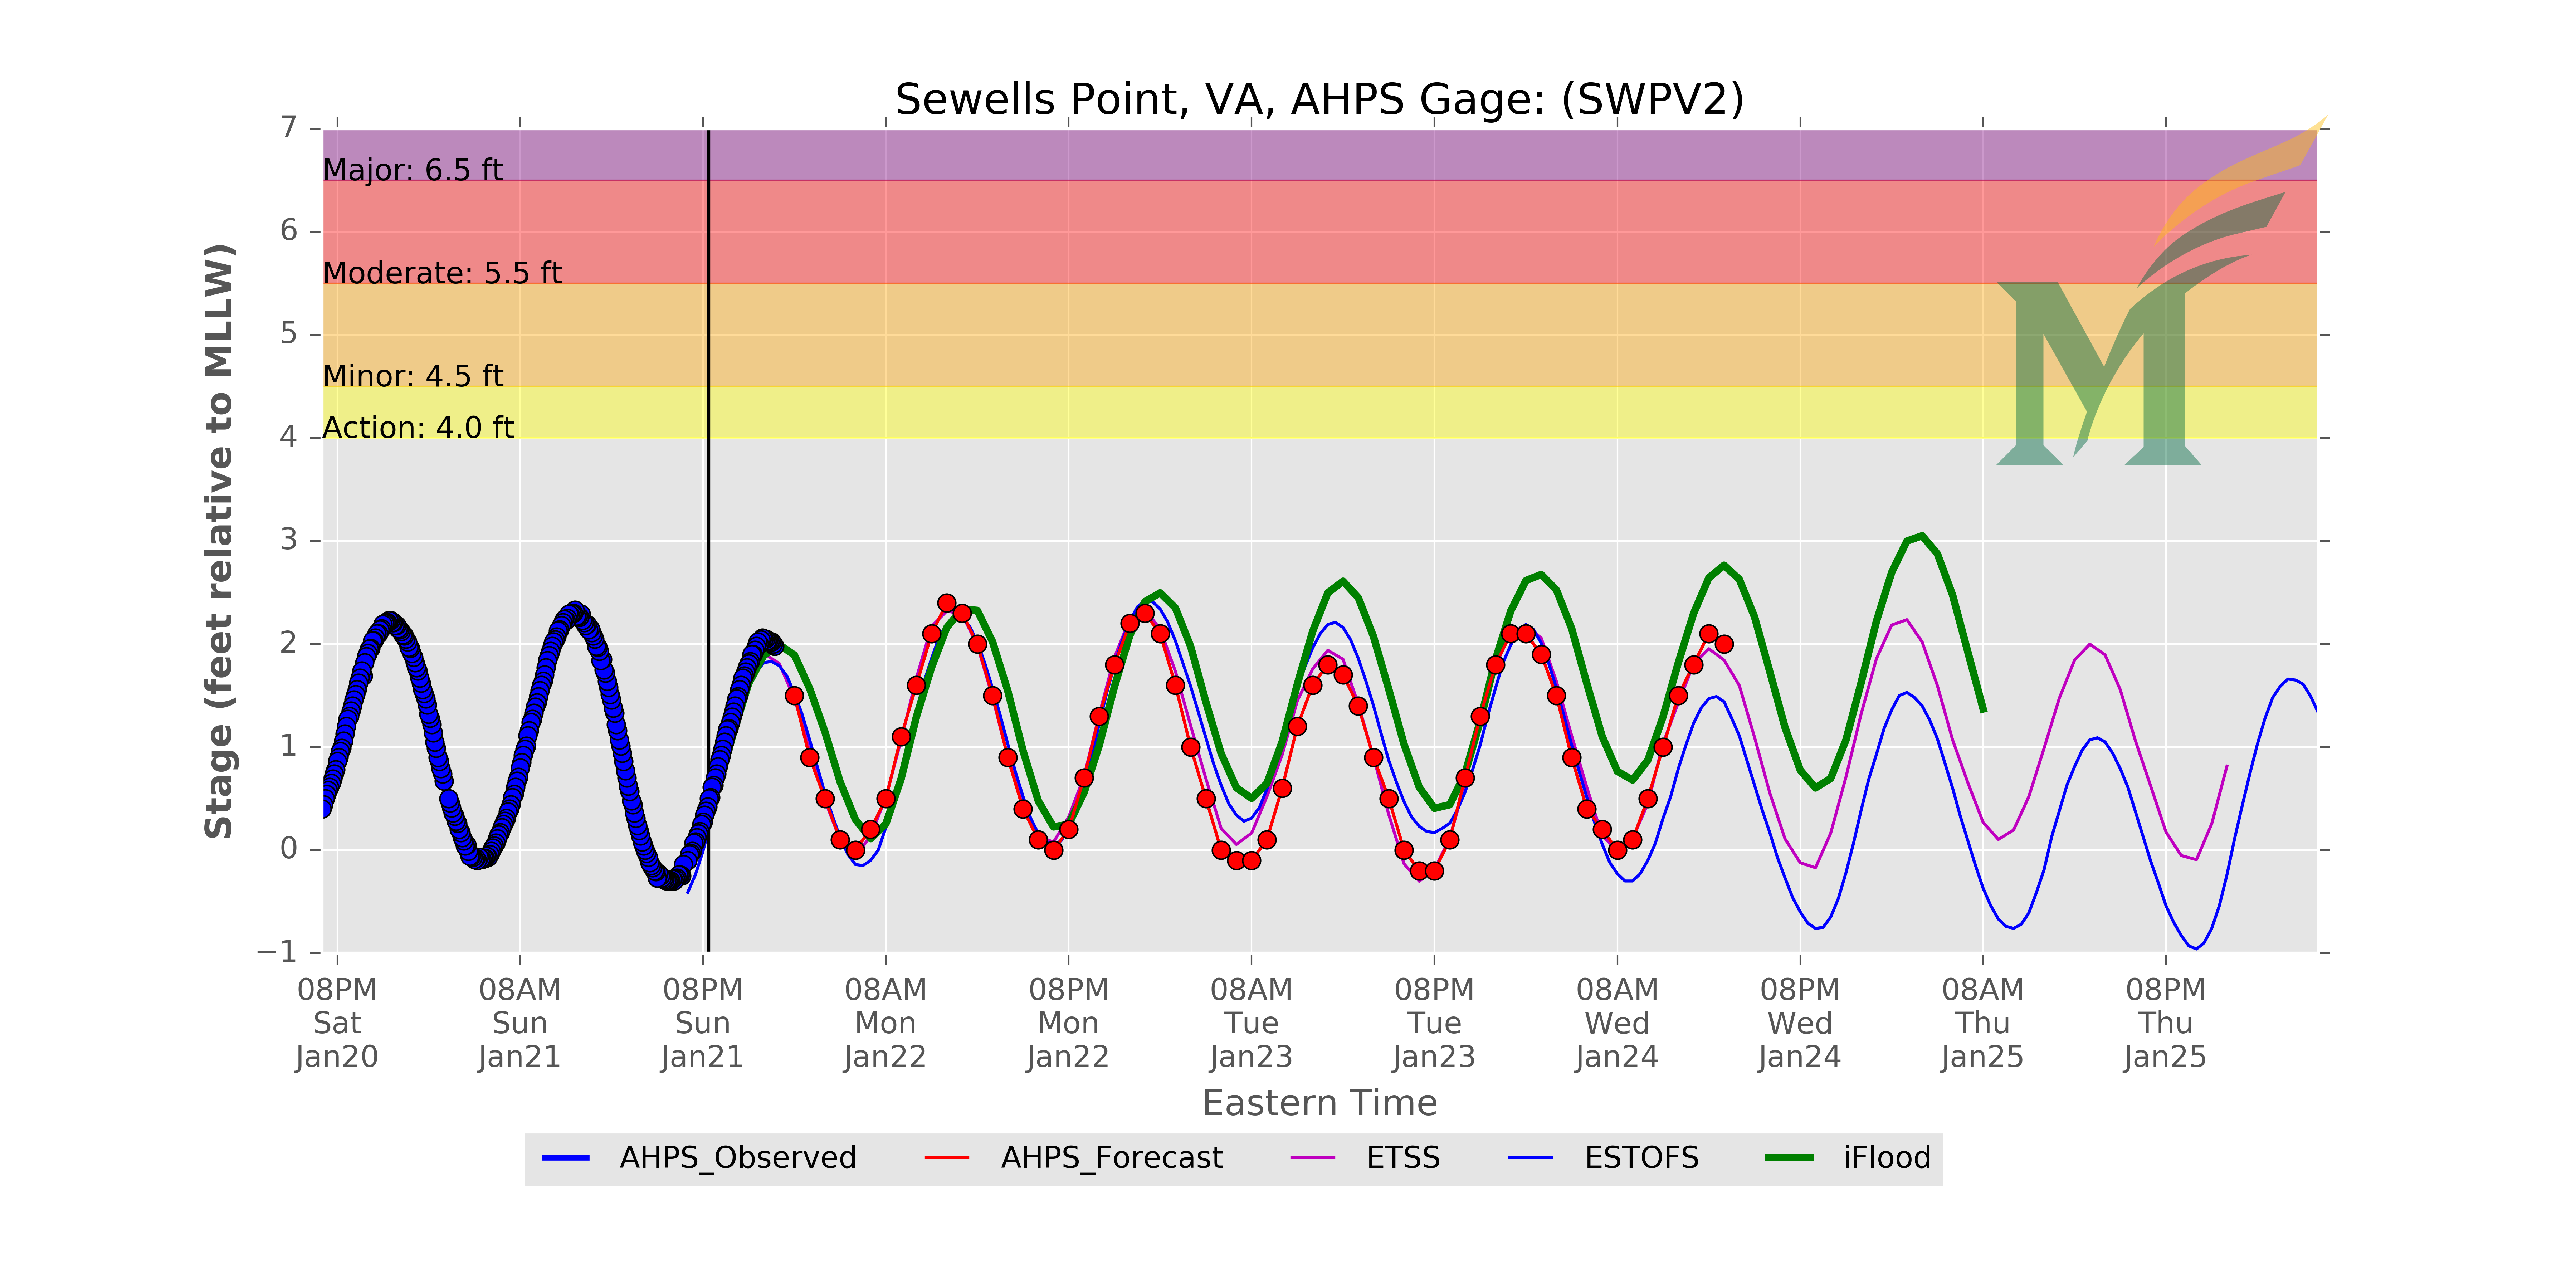 Sewells Point, VA, AHPS Gage: (SWPV2)
7
Major: 6.5 ft
6
Moderate: 5.5 ft
5
Minor: 4.5 ft
Action: 4.0 ft
4
3
2
1
0
−1
Stage (feet relative to MLLW)
08PM Sat Jan20
08AM Sun Jan21
08PM Sun Jan21
08AM Mon Jan22
08PM Mon Jan22
08AM Tue Jan23
08PM Tue Jan23
08AM Wed Jan24
08PM Wed Jan24
08AM Thu Jan25
08PM Thu Jan25
Eastern Time
AHPS_Observed
AHPS_Forecast
ETSS
ESTOFS
iFlood